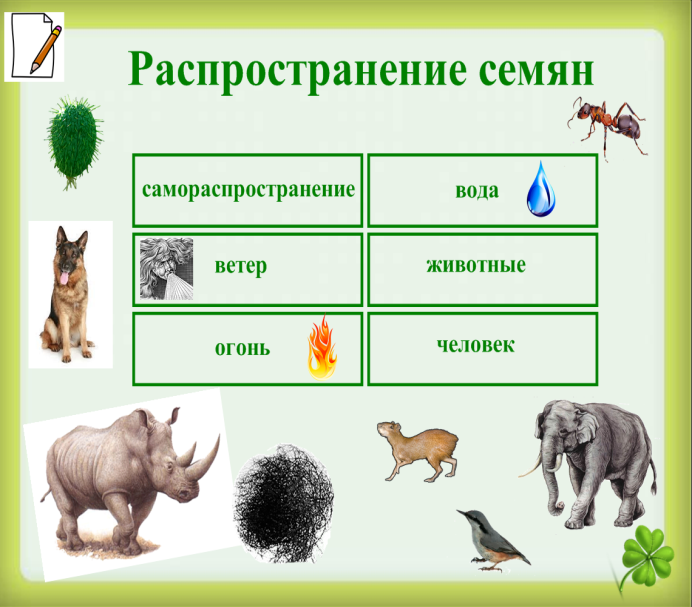 Распространение семян
самораспространение
вода
ветер
животные
огонь
человек